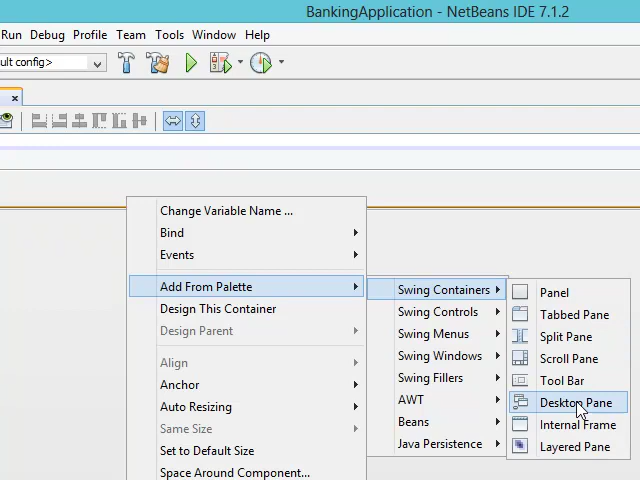 BankingApplication - NetBeans IDE 7.1.2
Run Debug Profile Team Tools Window Help
ult config>
Change Variable Name ...
Bind
Events
Add From Palette
Design This Container
Design Parent
Align
Anchor
Auto Resizing
Same Size
Set to Default Size
Space Around Component...
Swing Containers
Swing Controls
Swing Menus
Swing Windows
Swing Fillers
AWT
Beans
Java Persistence
Panel
Tabbed Pane
Split Pane
Scroll Pane
Tool Bar
Desktop Pane
Internal Frame
Layered Pane